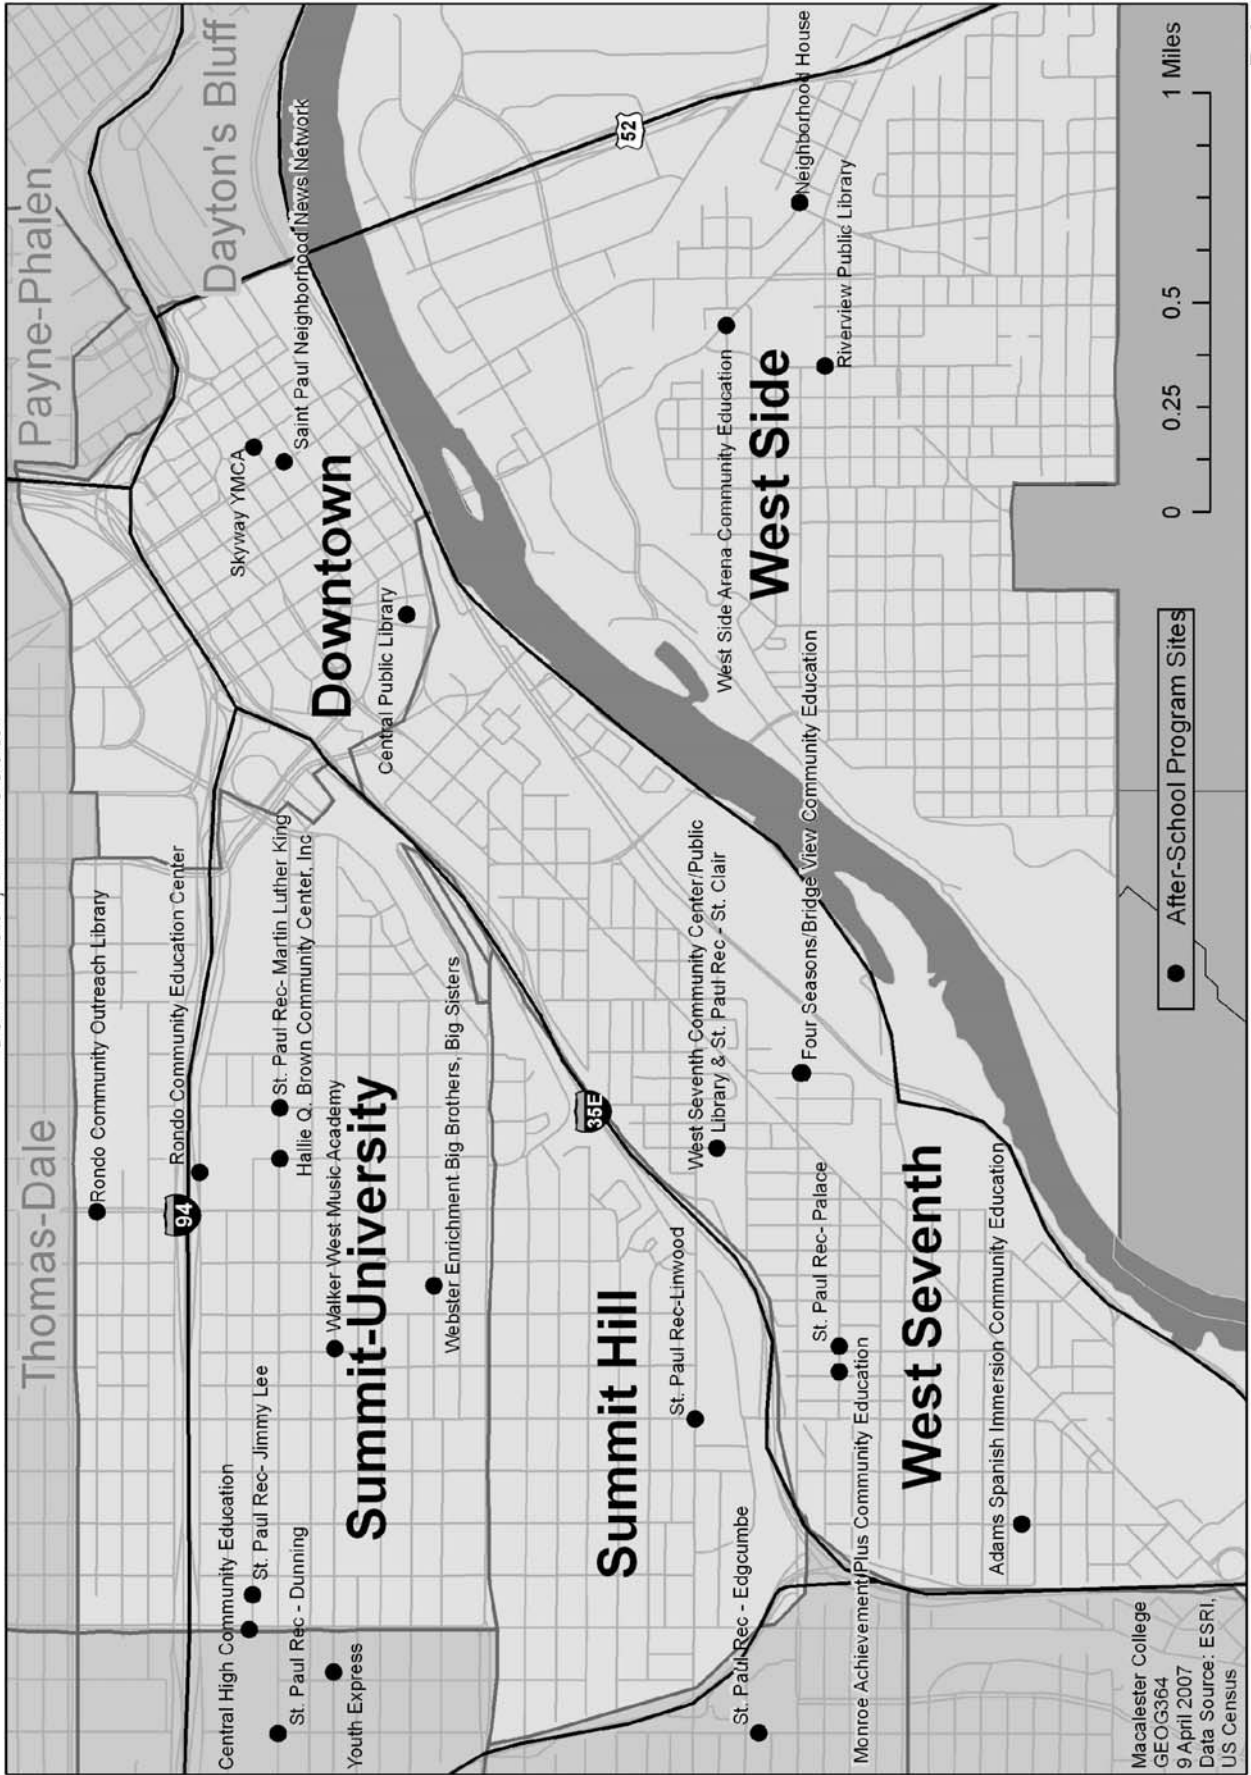 Thomas-Dale
Payne-Phalen
Dayton's Bluff
Rondo Community Outreach Library
94
Rondo Community Education Center
Central High Community Education
St. Paul Rec- Jimmy Lee
St. Paul Rec - Dunning
Youth Express
St. Paul Rec- Martin Luther King
Hallie Q. Brown Community Center, Inc
Walker West Music Academy
Summit-University
Webster Enrichment Big Brothers, Big Sisters
Skyway YMCA
Saint Paul Neighborhood News Network
Downtown
Central Public Library
52
35E
Summit Hill
St. Paul Rec-Linwood
St. Paul Rec - Edgcumbe
West Seventh Community Center/Public
Library & St. Paul Rec - St. Clair
Four Seasons/Bridge View Community Education
St. Paul Rec- Palace
Monroe Achievement/Plus Community Education
West Seventh
Adams Spanish Immersion Community Education
West Side Arena Community Education
West Side
Neighborhood House
Riverview Public Library
Macalester College
GEOG364
9 April 2007
Data Source: ESRI,
US Census
After-School Program Sites
0 0.25 0.5 1 Miles